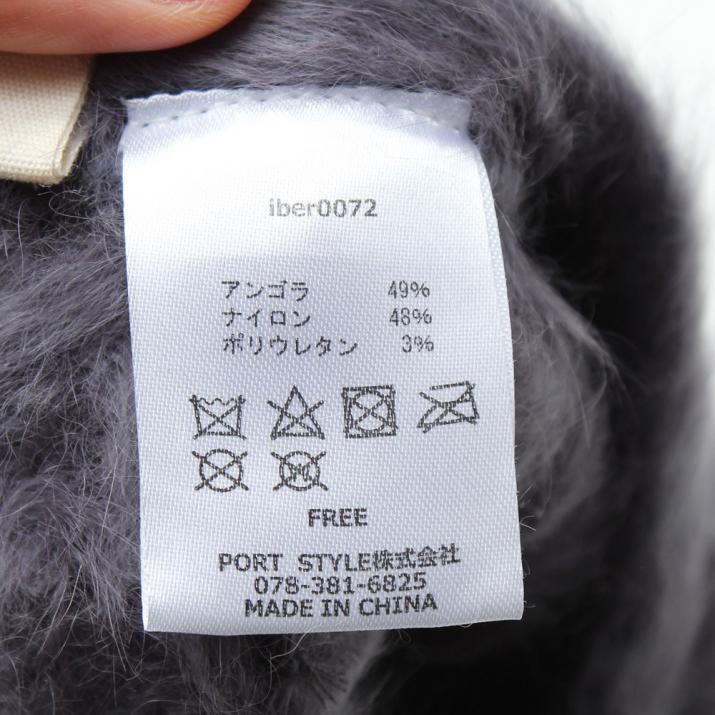 iber0072
アンゴラ 49%
ナイロン 48%
ポリウレタン 3%
FREE
PORT STYLE株式会社
078-381-6825
MADE IN CHINA